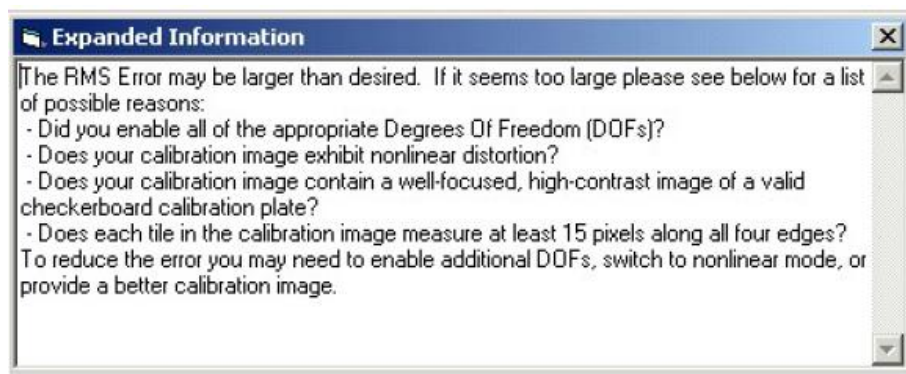 Expanded Information
The RMS Error may be larger than desired.  If it seems too large please see below for a list
of possible reasons:
 - Did you enable all of the appropriate Degrees Of Freedom (DOFs)?
 - Does your calibration image exhibit nonlinear distortion?
 - Does your calibration image contain a well-focused, high-contrast image of a valid
checkerboard calibration plate?
 - Does each tile in the calibration image measure at least 15 pixels along all four edges?
To reduce the error you may need to enable additional DOFs, switch to nonlinear mode, or
provide a better calibration image.